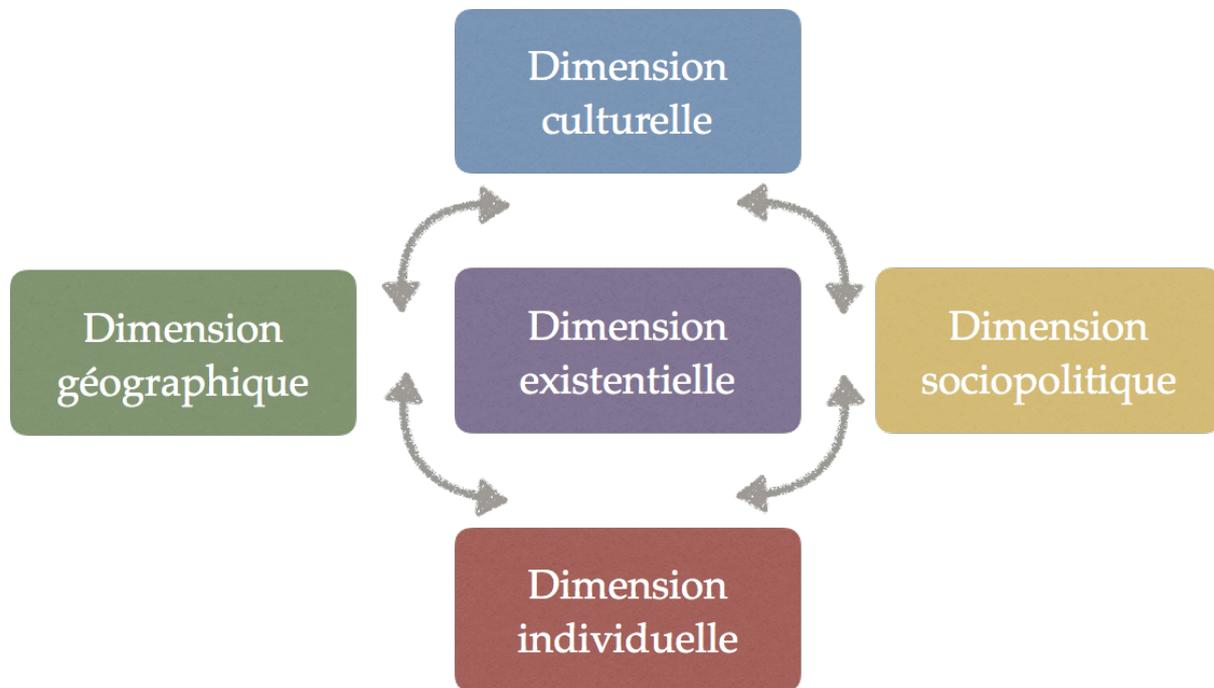 Dimension
culturelle
Dimension
géographique
Dimension
existentielle
Dimension
sociopolitique
Dimension
individuelle